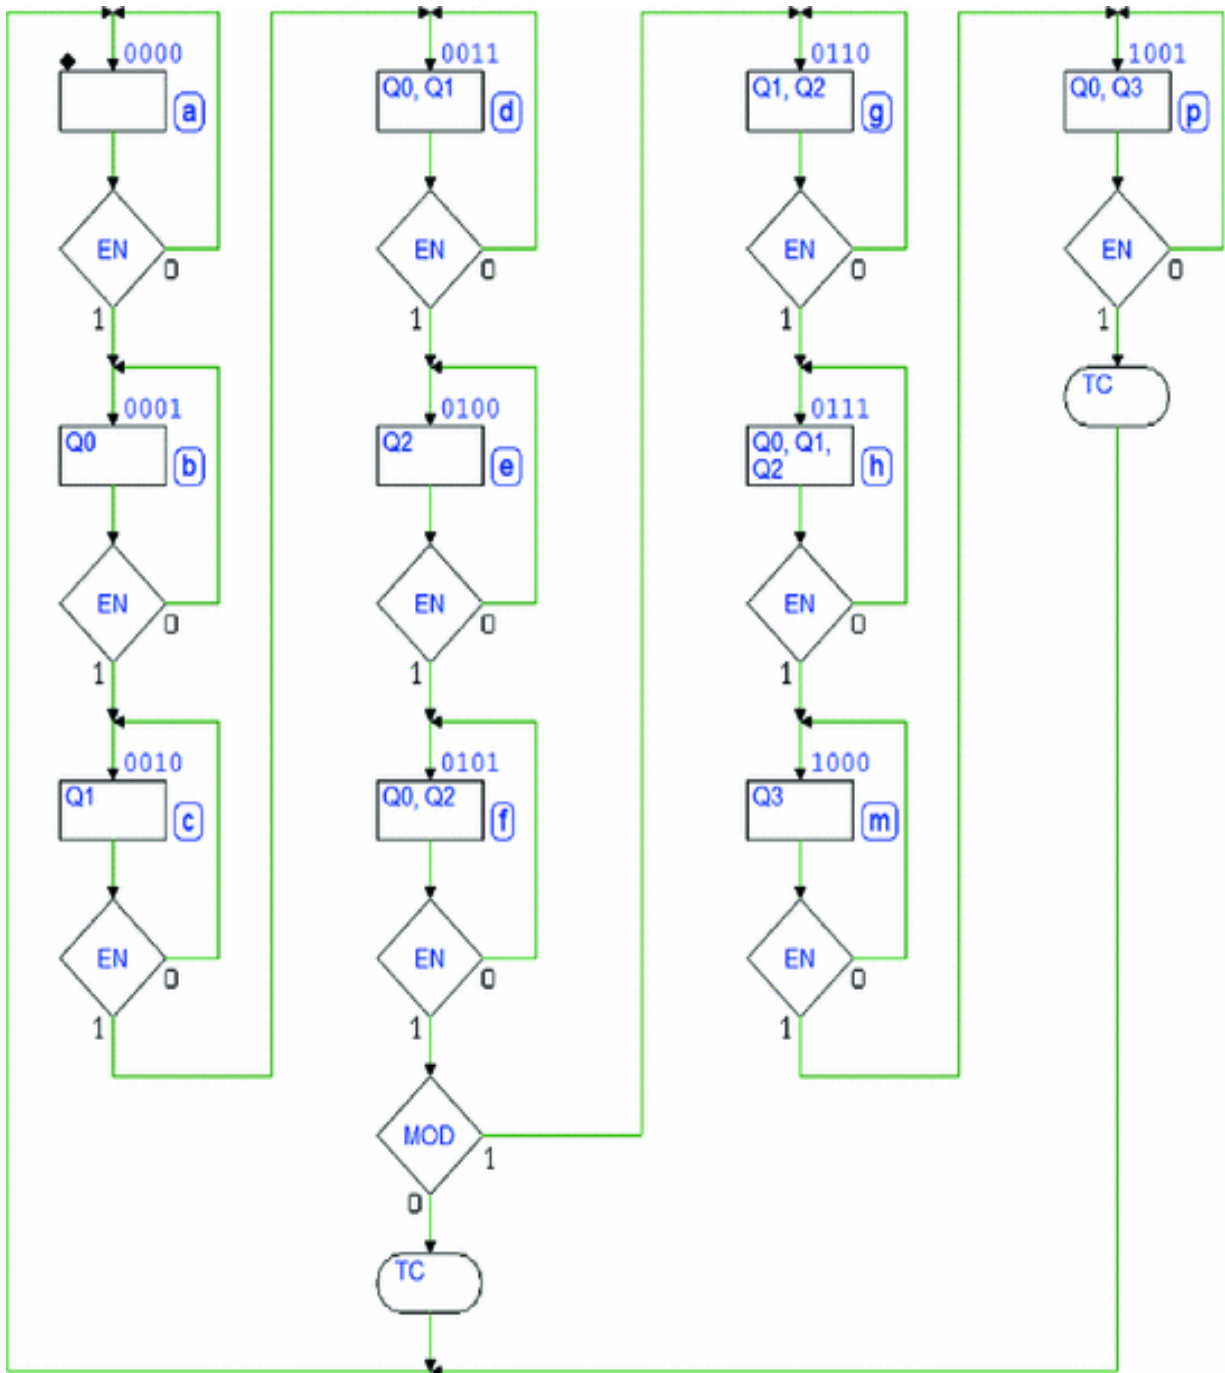 0000
a
EN
0
1
0001
Q0
b
EN
0
1
0010
Q1
c
EN
0
1
0011
Q0, Q1
d
EN
0
1
0100
Q2
e
EN
0
1
0101
Q0, Q2
f
EN
0
1
MOD
1
0
TC
0110
Q1, Q2
g
EN
0
1
0111
Q0, Q1,
Q2
h
EN
0
1
1000
Q3
m
EN
0
1
1001
Q0, Q3
p
EN
0
1
TC